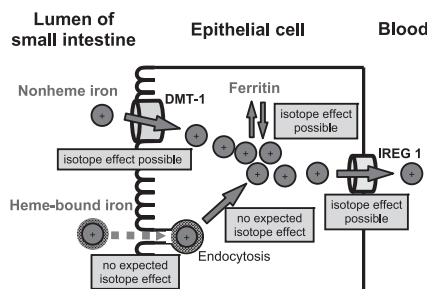 Lumen of
small intestine
Epithelial cell
Blood
Nonheme iron
DMT-1
Ferritin
isotope effect
possible
isotope effect possible
IREG 1
Heme-bound iron
no expected
isotope effect
isotope effect
possible
Endocytosis
no expected
isotope effect
+
+
+
+
+
+
+
+
+
+
+